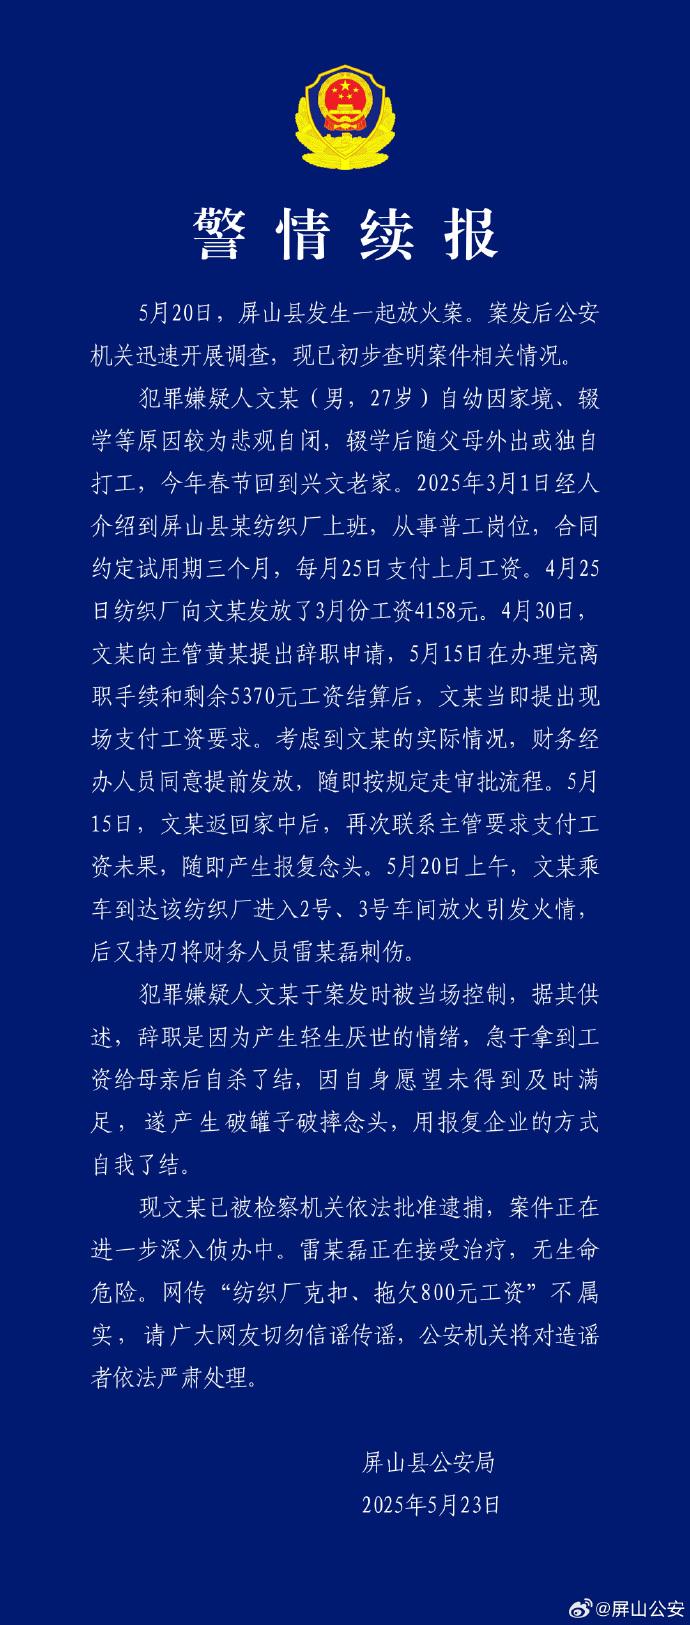 警情续报
5月20日，屏山县发生一起放火案。案发后公安
机关迅速开展调查，现已初步查明案件相关情况。
犯罪嫌疑人文某（男，27岁）自幼因家境、辍
学等原因较为悲观自闭，辍学后随父母外出或独自
打工，今年春节回到兴文老家。2025年3月1日经人
介绍到屏山县某纺织厂上班，从事普工岗位，合同
约定试用期三个月，每月25日支付上月工资。4月25
日纺织厂向文某发放了3月份工资4158元。4月30日，
文某向主管黄某提出辞职申请，5月15日在办理完离
职手续和剩余5370元工资结算后，文某当即提出现
场支付工资要求。考虑到文某的实际情况，财务经
办人员同意提前发放，随即按规定走审批流程。5月
15日，文某返回家中后，再次联系主管要求支付工
资未果，随即产生报复念头。5月20日上午，文某乘
车到达该纺织厂进入2号、3号车间放火引发火情，
后又持刀将财务人员雷某磊刺伤。
犯罪嫌疑人文某于案发时被当场控制，据其供
述，辞职是因为产生轻生厌世的情绪，急于拿到工
资给母亲后自杀了结，因自身愿望未得到及时满
足，遂产生破罐子破摔念头，用报复企业的方式
自我了结。
现文某已被检察机关依法批准逮捕，案件正在
进一步深入侦办中。雷某磊正在接受治疗，无生命
危险。网传“纺织厂克扣、拖欠800元工资”不属
实，请广大网友切勿信谣传谣，公安机关将对造谣
者依法严肃处理。
屏山县公安局
2025年5月23日
@屏山公安